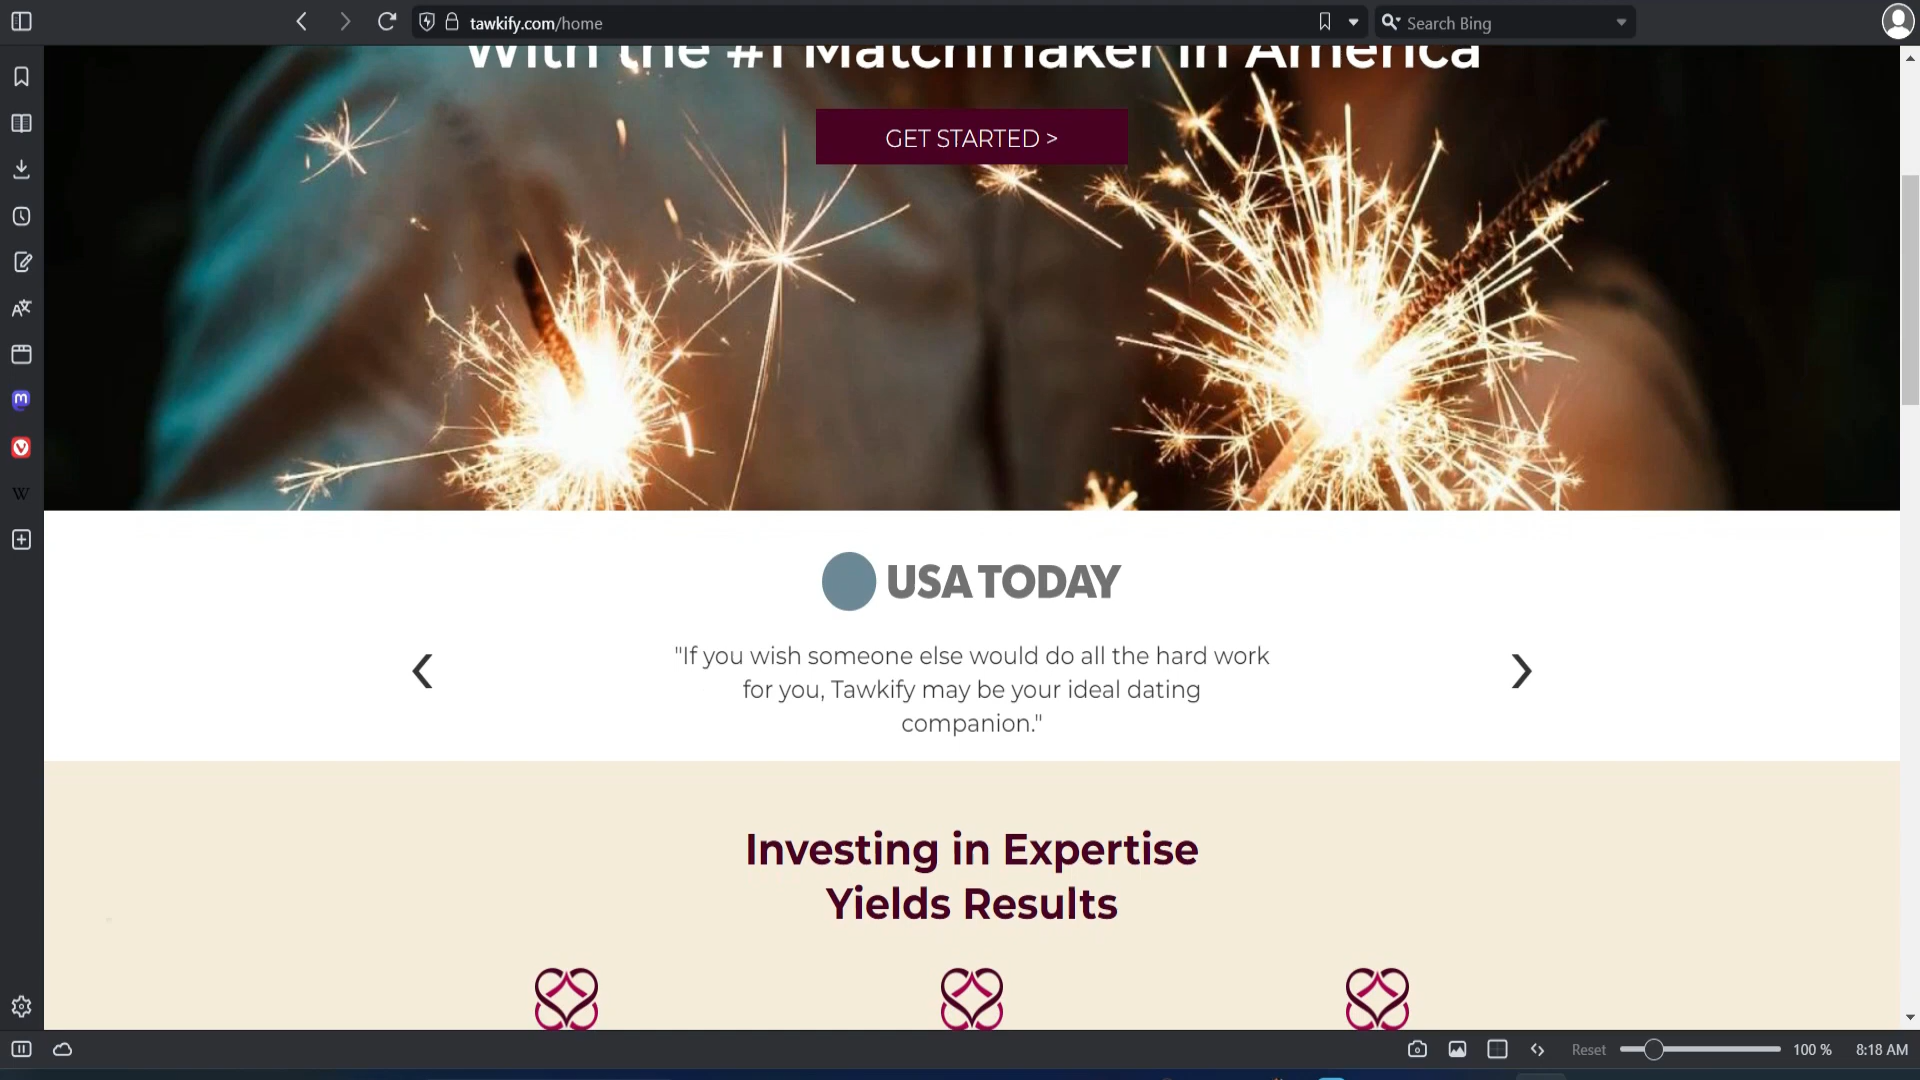 tawkify.com/home
Search Bing
With the #1 Matchmaker in America
GET STARTED >
USA TODAY
"If you wish someone else would do all the hard work
for you, Tawkify may be your ideal dating
companion."
Investing in Expertise
Yields Results
Reset
100 %
8:18 AM